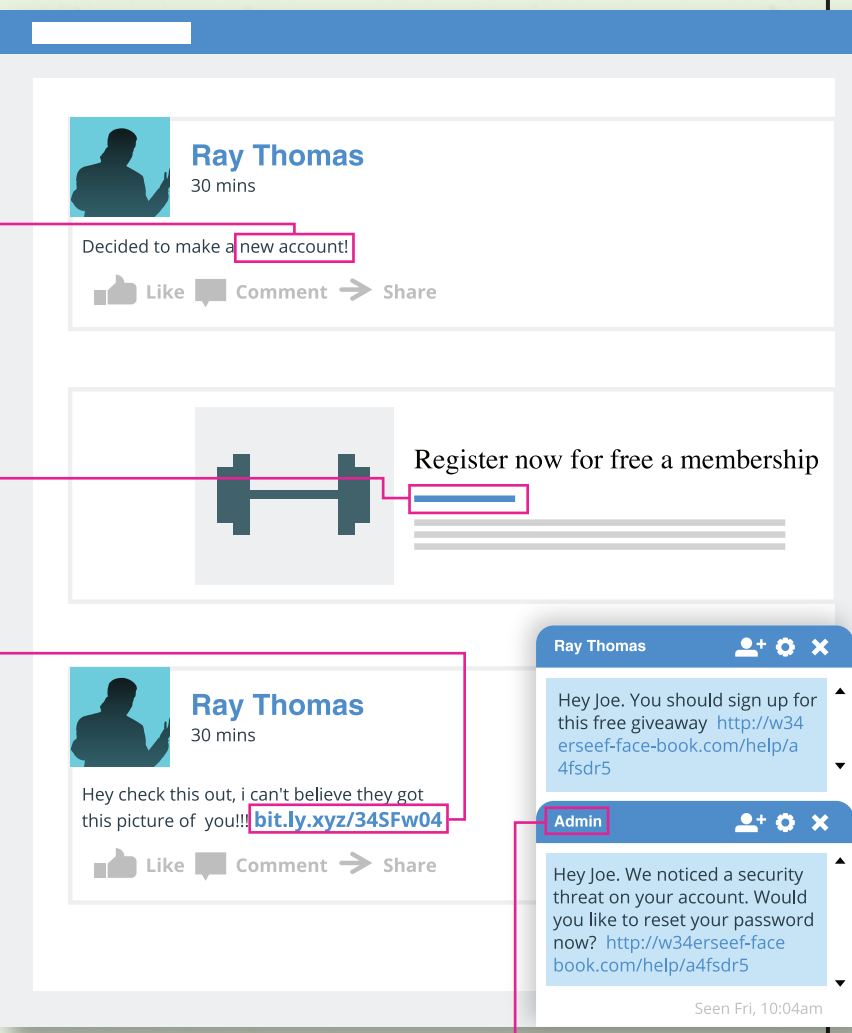 Ray Thomas
30 mins
Decided to make a new account!
Like Comment Share
Register now for free a membership
Ray Thomas
30 mins
Hey check this out, i can't believe they got
this picture of you!!! bit.ly.xyz/34SFw04
Like Comment Share
Ray Thomas
Hey Joe. You should sign up for
this free giveaway http://w34
erseef-face-book.com/help/a
4fsdr5
Admin
Hey Joe. We noticed a security
threat on your account. Would
you like to reset your password
now? http://w34erseef-face
book.com/help/a4fsdr5
Seen Fri, 10:04am